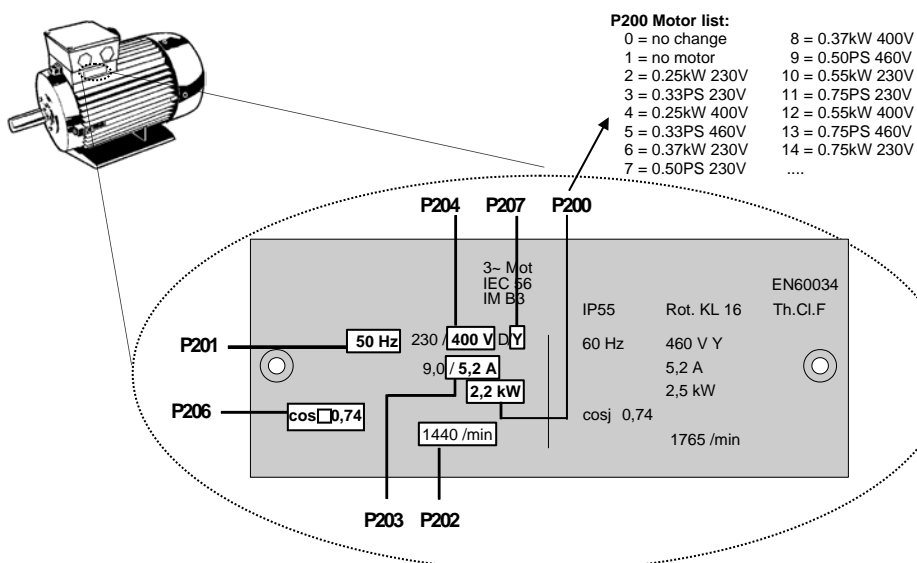 P200 Motor list:
0 = no change
1 = no motor
2 = 0.25kW 230V
3 = 0.33PS 230V
4 = 0.25kW 400V
5 = 0.33PS 460V
6 = 0.37kW 230V
7 = 0.50PS 230V
8 = 0.37kW 400V
9 = 0.50PS 460V
10 = 0.55kW 230V
11 = 0.75PS 230V
12 = 0.55kW 400V
13 = 0.75PS 460V
14 = 0.75kW 230V
....
P204 P207 P200
3~ Mot
IEC 56
IM B3
EN60034
IP55 Rot. KL 16 Th.Cl.F
P201
50 Hz 230 / 400 V D Y 60 Hz 460 V Y
9,0 / 5,2 A 5,2 A
2,2 kW 2,5 kW
P206
cos□0,74 cosj 0,74
1440 /min 1765 /min
P203 P202